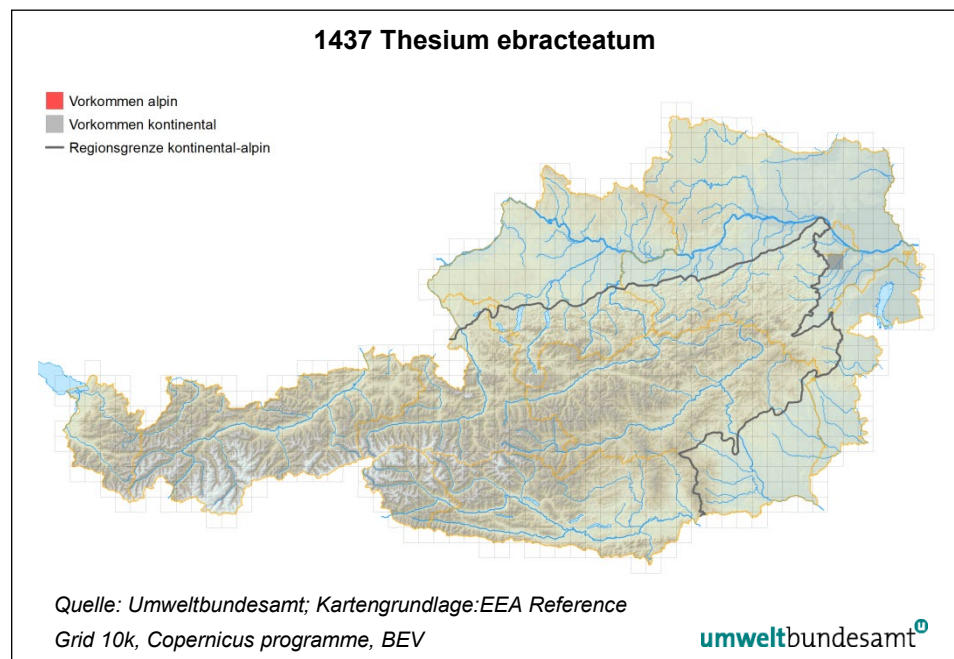 1437 Thesium ebracteatum
Vorkommen alpin
Vorkommen kontinental
Regionsgrenze kontinental-alpin
Quelle: Umweltbundesamt; Kartengrundlage:EEA Reference
Grid 10k, Copernicus programme, BEV
umweltbundesamt